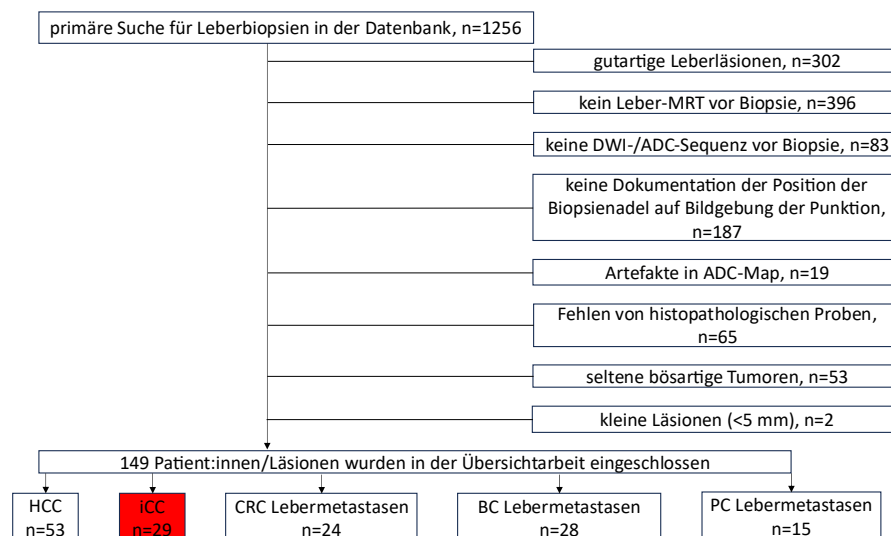 primäre Suche für Leberbiopsien in der Datenbank, n=1256
gutartige Leberläsionen, n=302
kein Leber-MRT vor Biopsie, n=396
keine DWI-/ADC-Sequenz vor Biopsie, n=83
keine Dokumentation der Position der
Biopsienadel auf Bildgebung der Punktion,
n=187
Artefakte in ADC-Map, n=19
Fehlen von histopathologischen Proben,
n=65
seltene bösartige Tumoren, n=53
kleine Läsionen (<5 mm), n=2
149 Patient:innen/Läsionen wurden in der Übersichtarbeit eingeschlossen
HCC
n=53
iCC
n=29
CRC Lebermetastasen
n=24
BC Lebermetastasen
n=28
PC Lebermetastasen
n=15